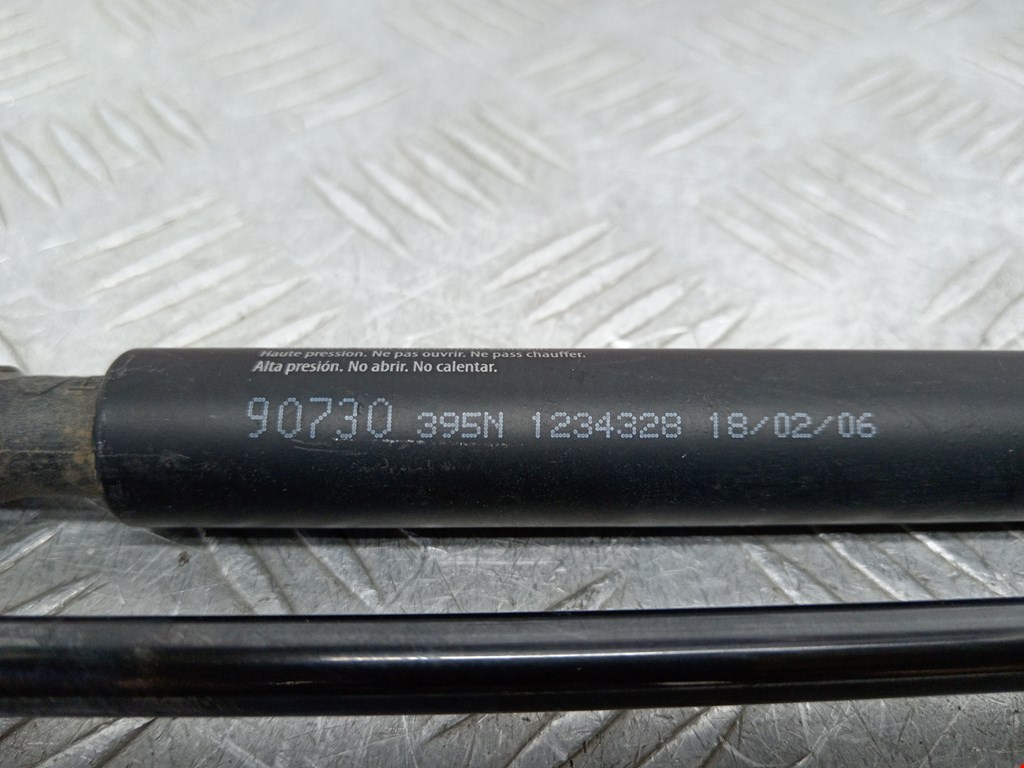 Haute pression. Ne pas ouvrir. Ne pass chauffer.
Alta presión. No abrir. No calentar.
90730 395N 1234328 18/02/06